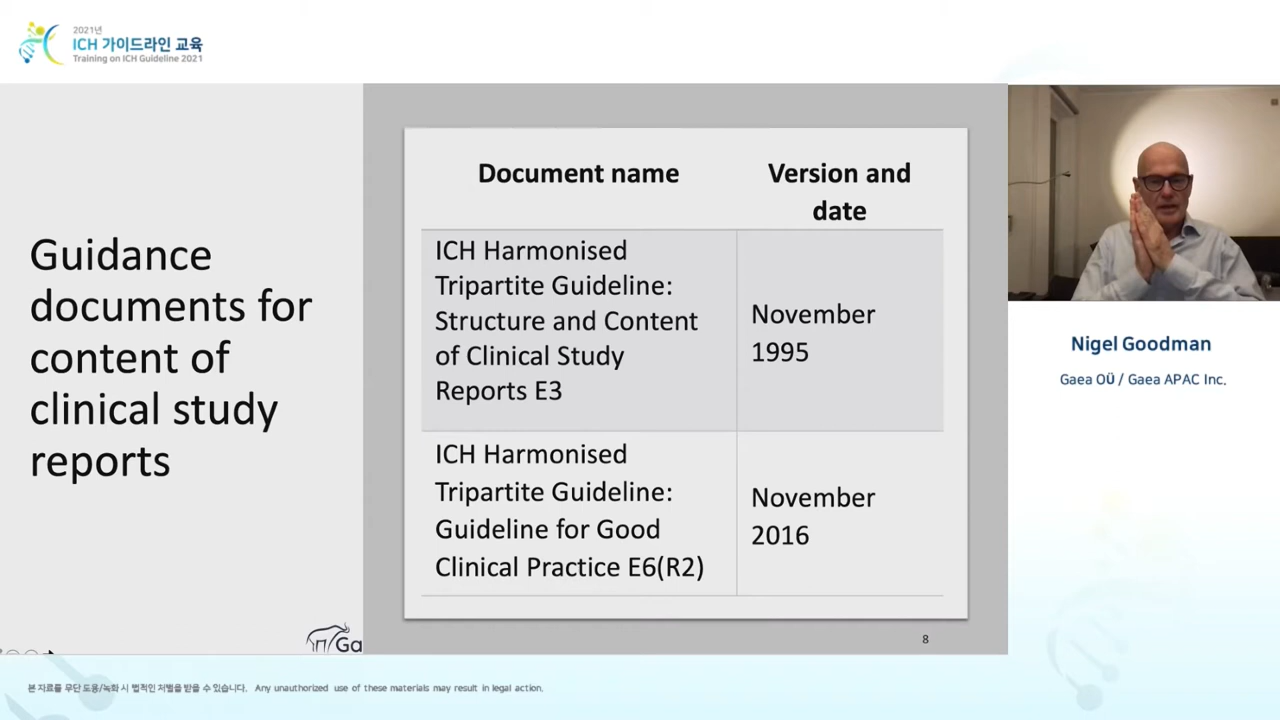 2021년
ICH 가이드라인 교육
Training on ICH Guideline 2021
Guidance
documents for
content of
clinical study
reports
Document name
Version and
date
ICH Harmonised
Tripartite Guideline:
Structure and Content
of Clinical Study
Reports E3
November
1995
ICH Harmonised
Tripartite Guideline:
Guideline for Good
Clinical Practice E6(R2)
November
2016
Ga
8
Nigel Goodman
Gaea OÜ / Gaea APAC Inc.
본 자료를 무단 도용/녹화 시 법적인 처벌을 받을 수 있습니다. Any unauthorized use of these materials may result in legal action.